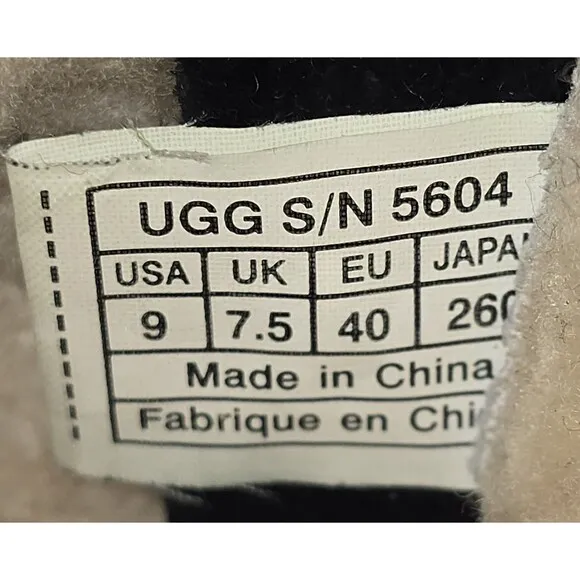 UGG S/N 5604
USA UK EU JAPA
9 7.5 40 260
Made in China
Fabrique en Chi